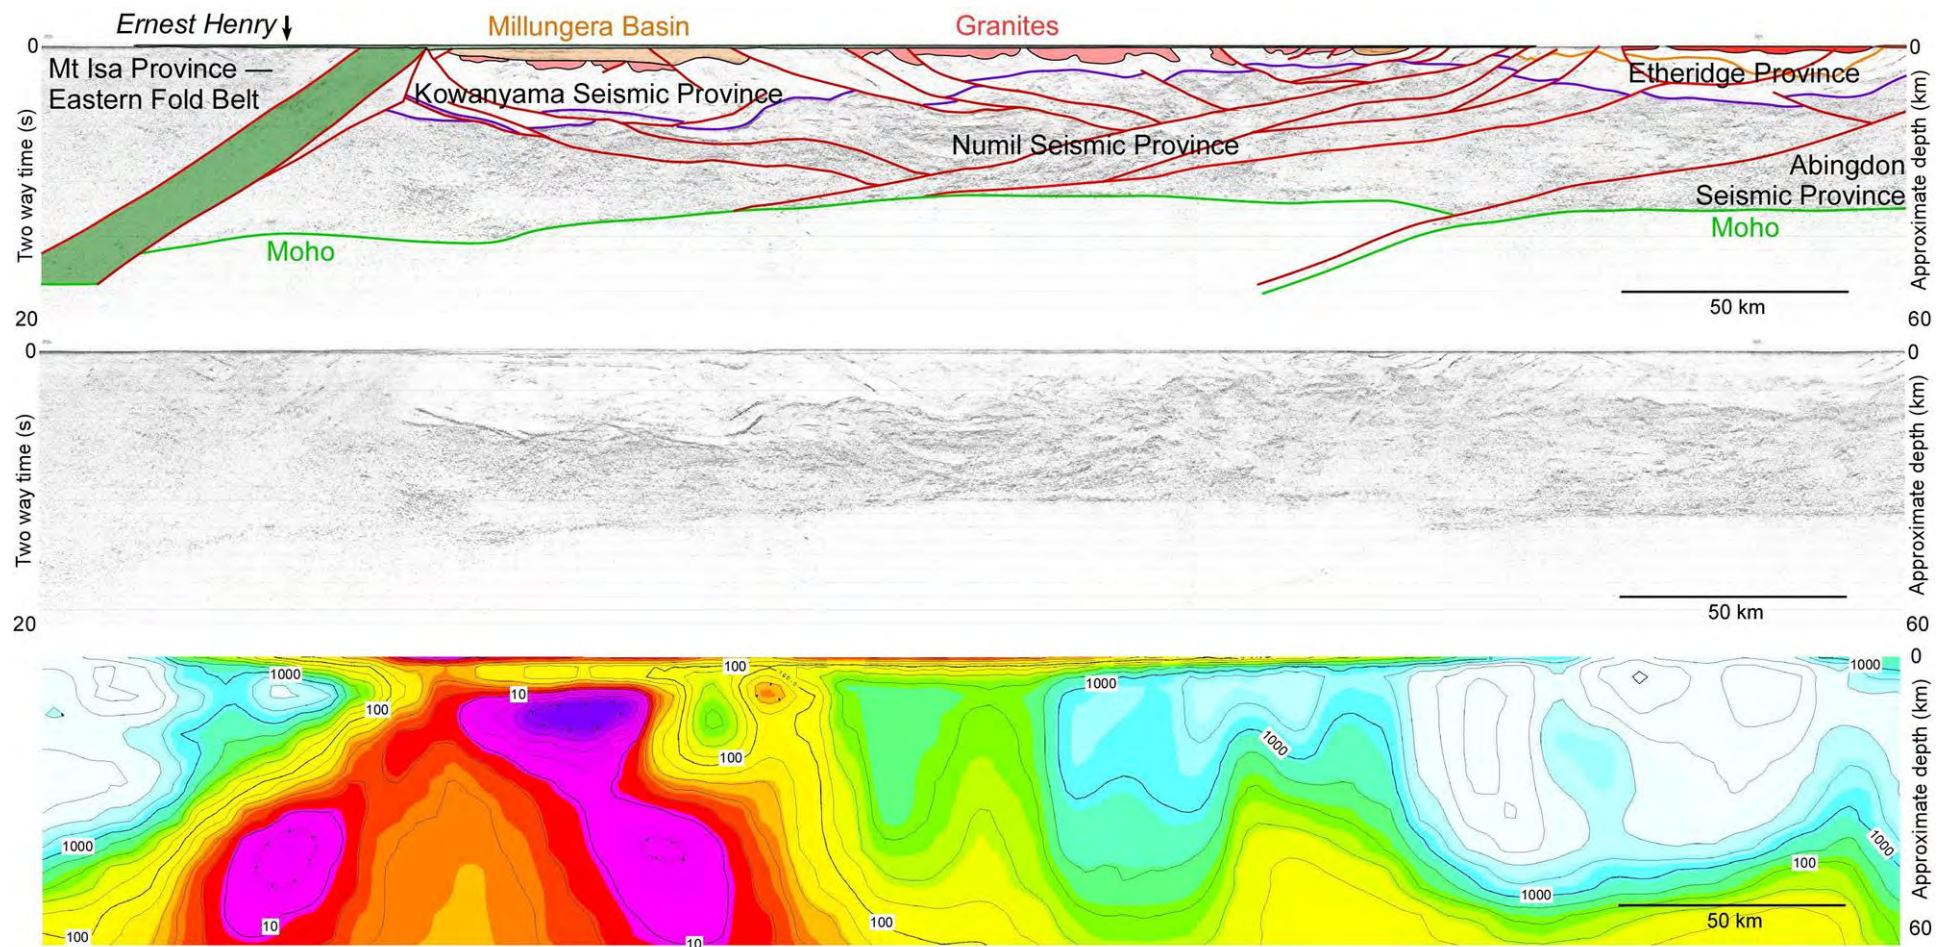 Ernest Henry
Millungera Basin
Granites
0
0
Mt Isa Province —
Eastern Fold Belt
Kowanyama Seismic Province
Etheridge Province
Numil Seismic Province
Abingdon
Seismic Province
Moho
Moho
Two way time (s)
Approximate depth (km)
50 km
20
60
0
0
Two way time (s)
Approximate depth (km)
50 km
20
60
0
1000
100
1000
1000
10
100
100
1000
1000
1000
100
1000
Approximate depth (km)
50 km
10
100
100
10
60